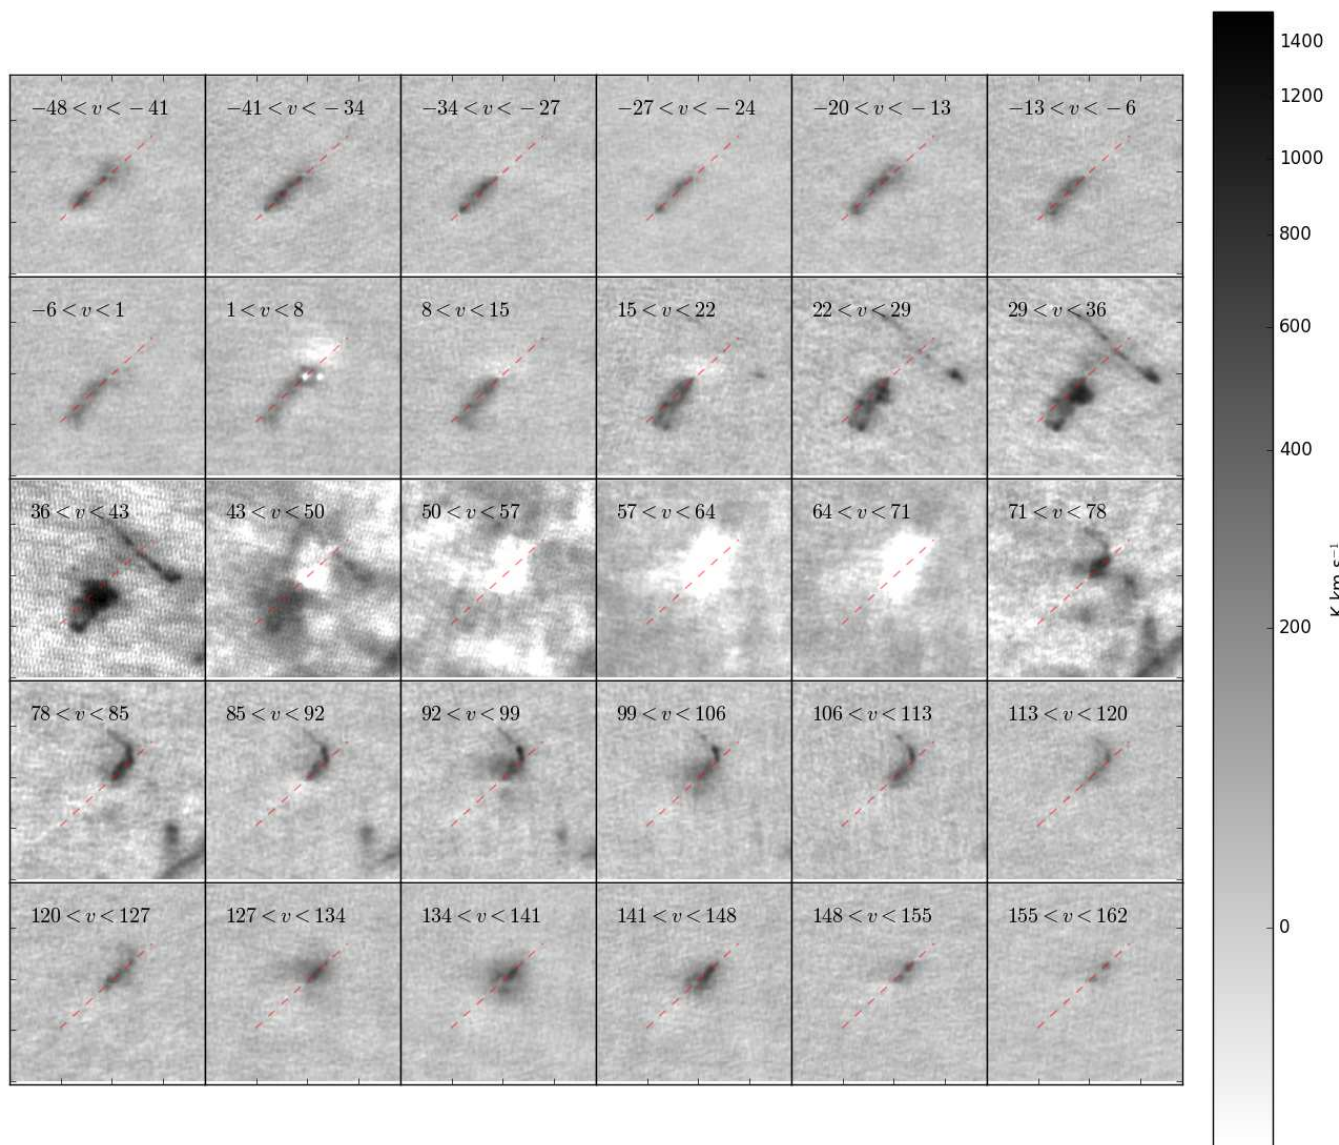 −48 < v < −41
−41 < v < −34
−34 < v < −27
−27 < v < −24
−20 < v < −13
−13 < v < −6
−6 < v < 1
1 < v < 8
8 < v < 15
15 < v < 22
22 < v < 29
29 < v < 36
36 < v < 43
43 < v < 50
50 < v < 57
57 < v < 64
64 < v < 71
71 < v < 78
78 < v < 85
85 < v < 92
92 < v < 99
99 < v < 106
106 < v < 113
113 < v < 120
120 < v < 127
127 < v < 134
134 < v < 141
141 < v < 148
148 < v < 155
155 < v < 162
1400
1200
1000
800
600
400
200
0
K km s⁻¹